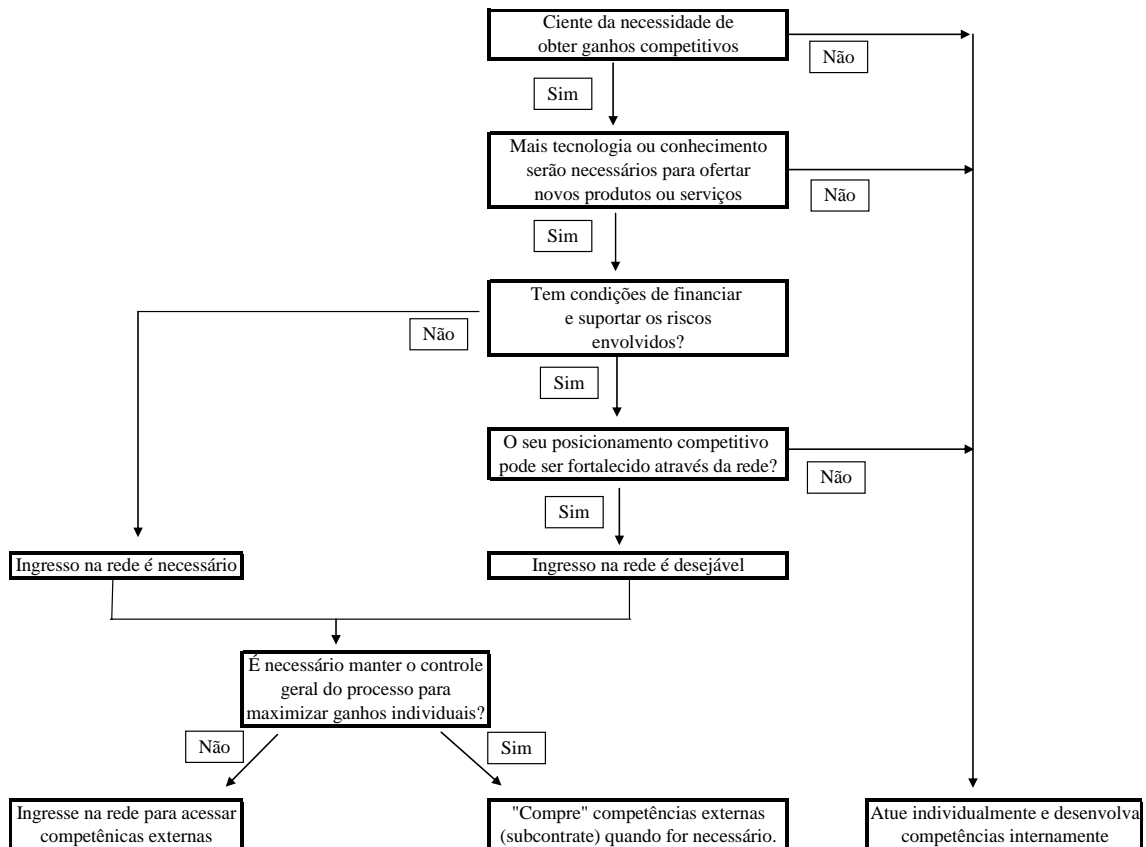 Ciente da necessidade de
obter ganhos competitivos
Não
Sim
Mais tecnologia ou conhecimento
serão necessários para ofertar
novos produtos ou serviços
Não
Sim
Tem condições de financiar
e suportar os riscos
envolvidos?
Não
Sim
O seu posicionamento competitivo
pode ser fortalecido através da rede?
Não
Sim
Ingresso na rede é necessário
Ingresso na rede é desejável
É necessário manter o controle
geral do processo para
maximizar ganhos individuais?
Não
Sim
Ingresse na rede para acessar
competênicas externas
"Compre" competências externas
(subcontrate) quando for necessário.
Atue individualmente e desenvolva
competências internamente